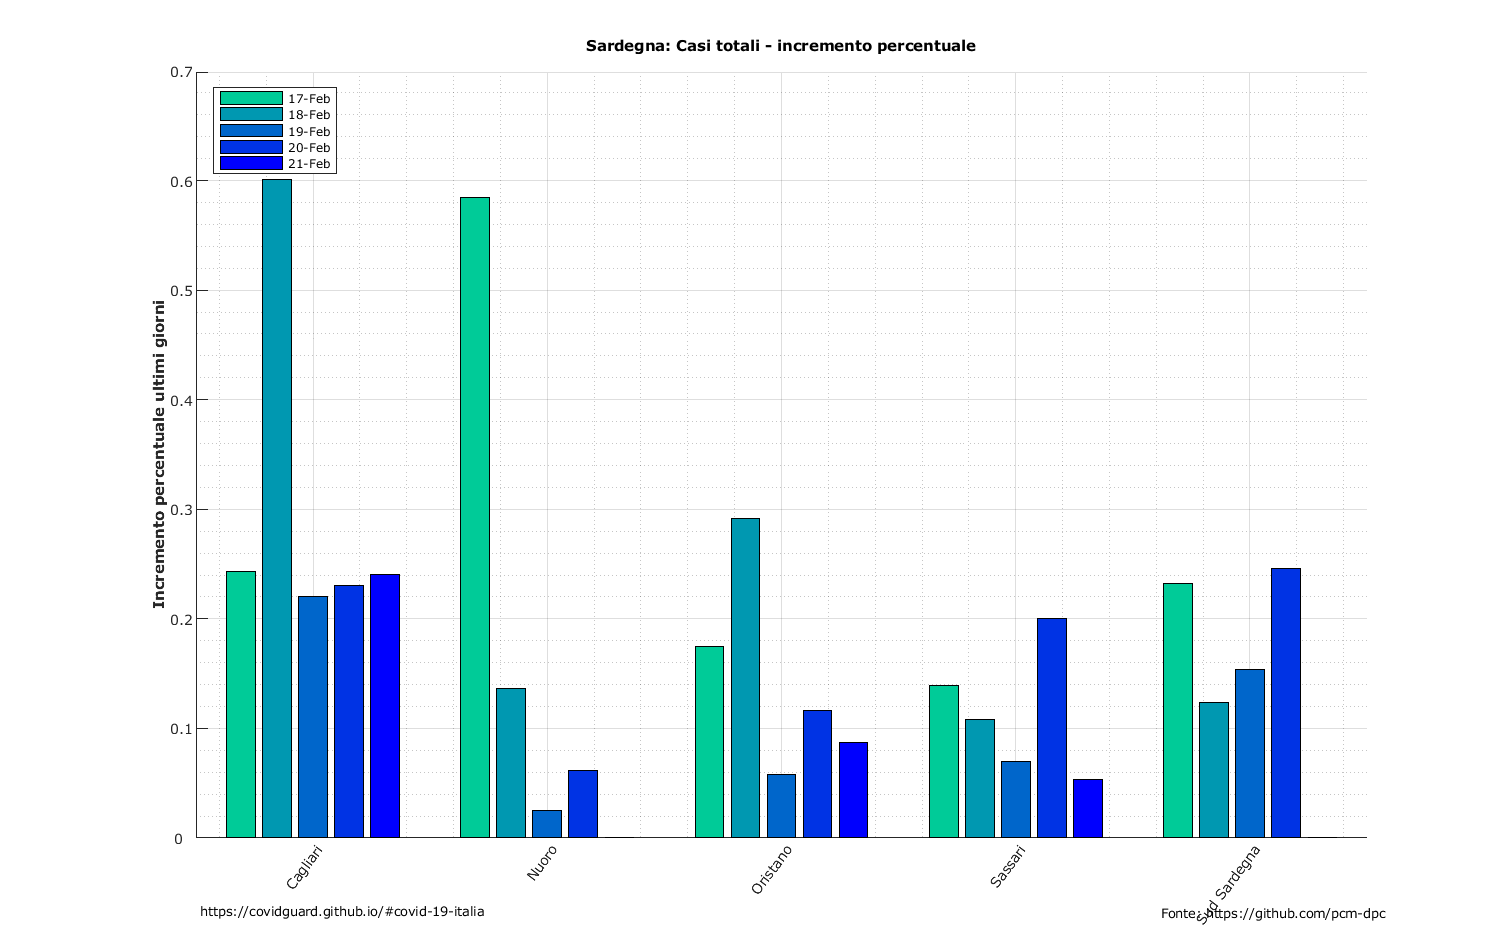 Sardegna: Casi totali - incremento percentuale
Incremento percentuale ultimi giorni
0.7
0.6
0.5
0.4
0.3
0.2
0.1
0
17-Feb
18-Feb
19-Feb
20-Feb
21-Feb
Cagliari
Nuoro
Oristano
Sassari
Sud Sardegna
https://covidguard.github.io/#covid-19-italia
Fonte: https://github.com/pcm-dpc